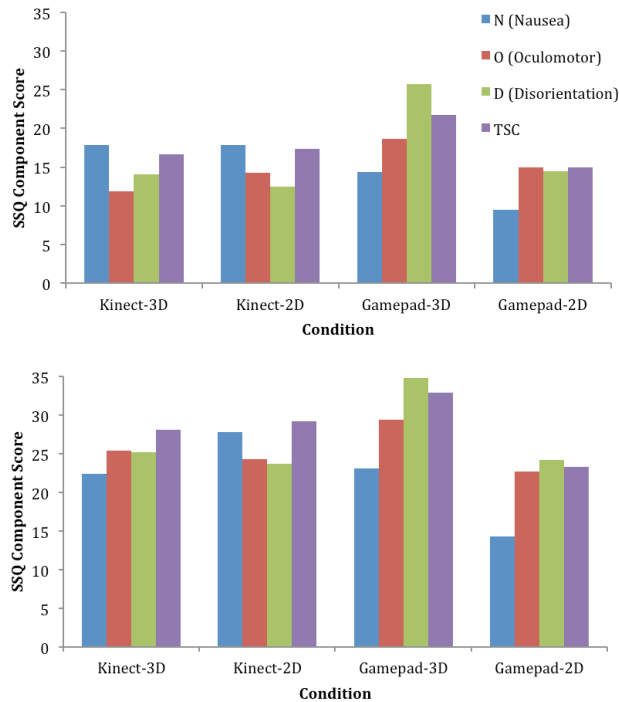 35
30
25
20
15
10
5
0
SSQ Component Score
N (Nausea)
O (Oculomotor)
D (Disorientation)
TSC
Kinect-3D Kinect-2D Gamepad-3D Gamepad-2D
Condition
35
30
25
20
15
10
5
0
SSQ Component Score
Kinect-3D Kinect-2D Gamepad-3D Gamepad-2D
Condition